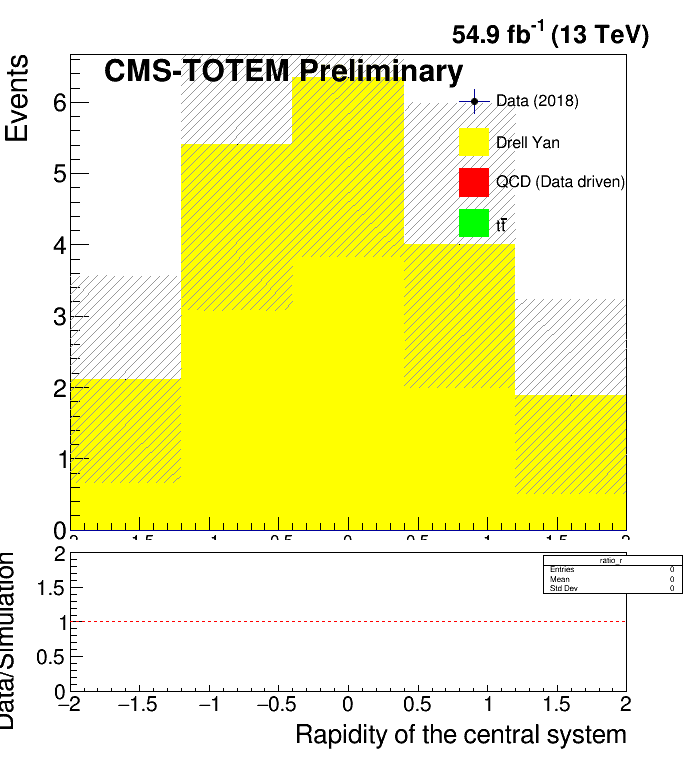 54.9 fb-1 (13 TeV)
CMS-TOTEM Preliminary
Events
6
5
4
3
2
1
0
Data (2018)
Drell Yan
QCD (Data driven)
tt̅
−2 −1.5 −1 −0.5 0 0.5 1 1.5 2
Data/Simulation
2
1.5
1
0.5
0
ratio_r
Entries 0
Mean 0
Std Dev 0
−2 −1.5 −1 −0.5 0 0.5 1 1.5 2
Rapidity of the central system